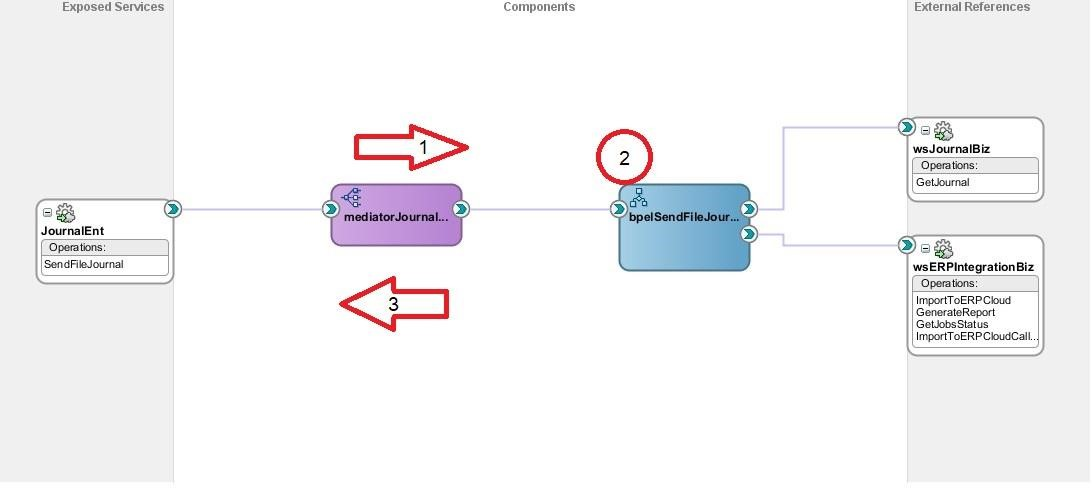 Exposed Services
Components
External References
1
2
wsJournalBiz
Operations:
GetJournal
mediatorJournal...
bpelSendFileJour...
JournalEnt
Operations:
SendFileJournal
wsERPIntegrationBiz
Operations:
ImportToERPCloud
GenerateReport
GetJobsStatus
ImportToERPCloudCall...
3